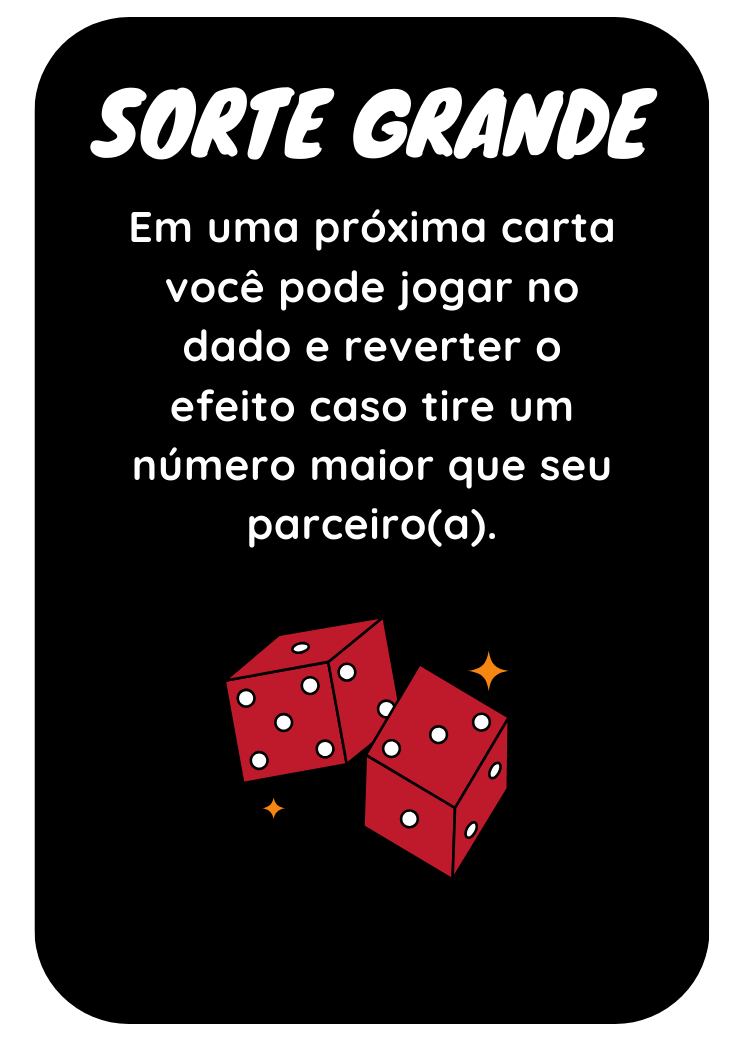 SORTE GRANDE
Em uma próxima carta
você pode jogar no
dado e reverter o
efeito caso tire um
número maior que seu
parceiro(a).